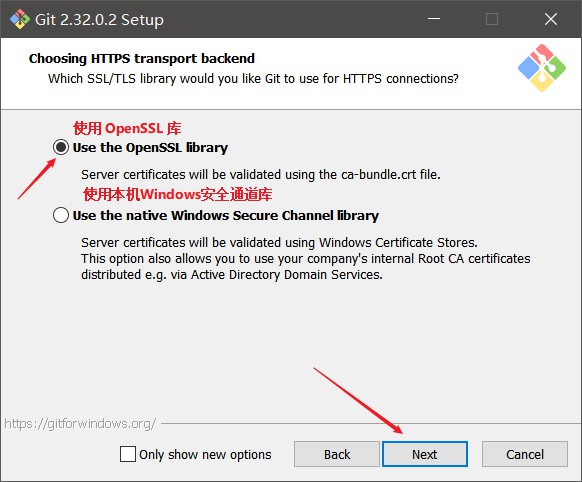 Git 2.32.0.2 Setup
Choosing HTTPS transport backend
Which SSL/TLS library would you like Git to use for HTTPS connections?
使用 OpenSSL 库
Use the OpenSSL library
Server certificates will be validated using the ca-bundle.crt file.
使用本机Windows安全通道库
Use the native Windows Secure Channel library
Server certificates will be validated using Windows Certificate Stores.
This option also allows you to use your company's internal Root CA certificates
distributed e.g. via Active Directory Domain Services.
https://gitforwindows.org/
Only show new options
Back
Next
Cancel